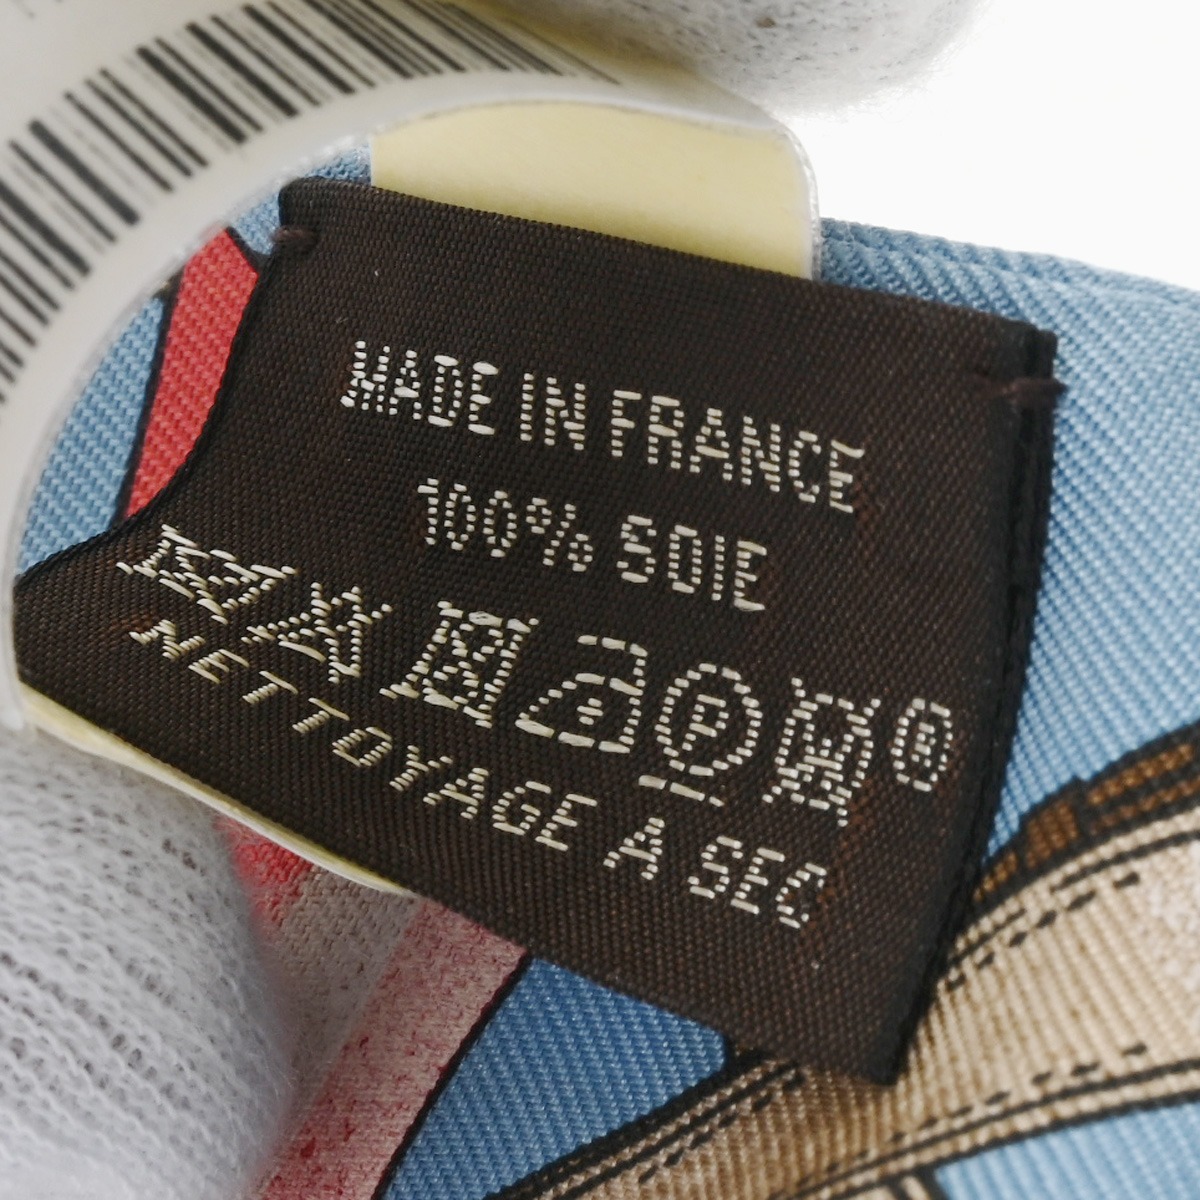 MADE IN FRANCE
100% SOIE
P ®
NETTOYAGE A SEC